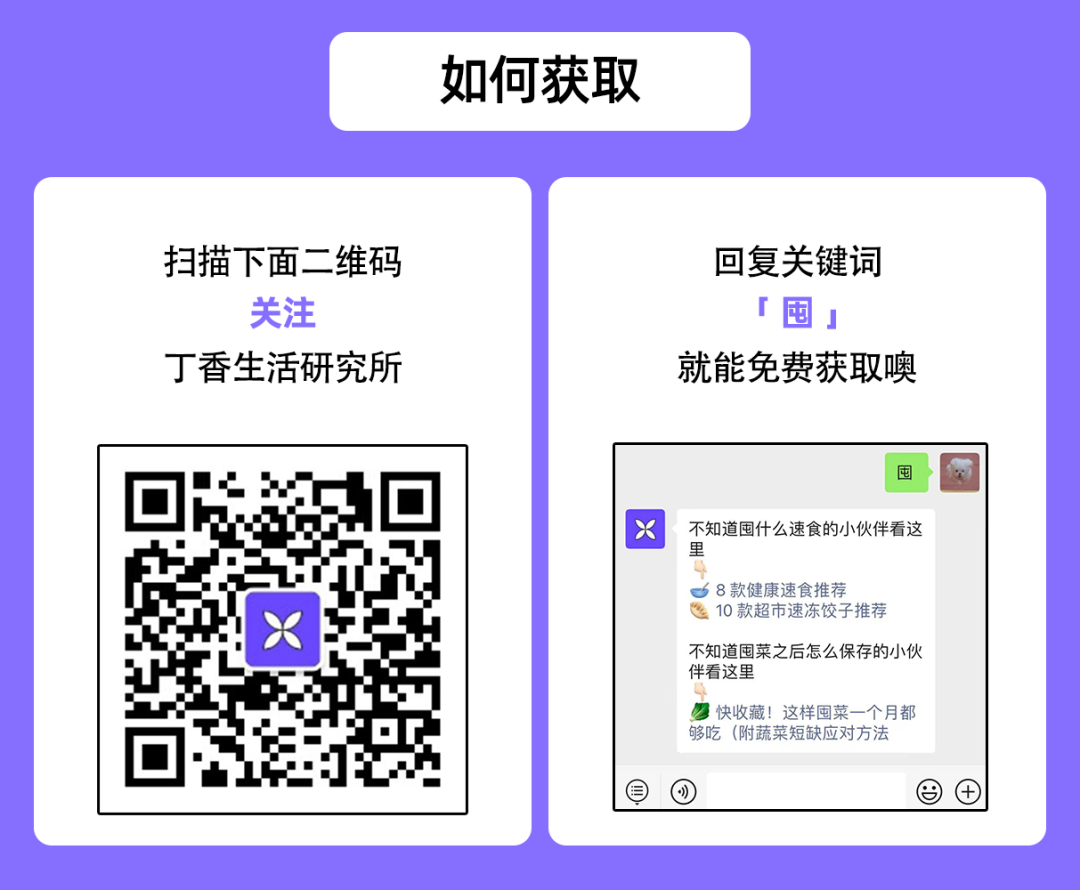 如何获取
扫描下面二维码
关注
丁香生活研究所
回复关键词
「囤」
就能免费获取噢
囤
不知道囤什么速食的小伙伴看这
里
8 款健康速食推荐
10 款超市速冻饺子推荐
不知道囤菜之后怎么保存的小伙
伴看这里
快收藏！这样囤菜一个月都
够吃（附蔬菜短缺应对方法